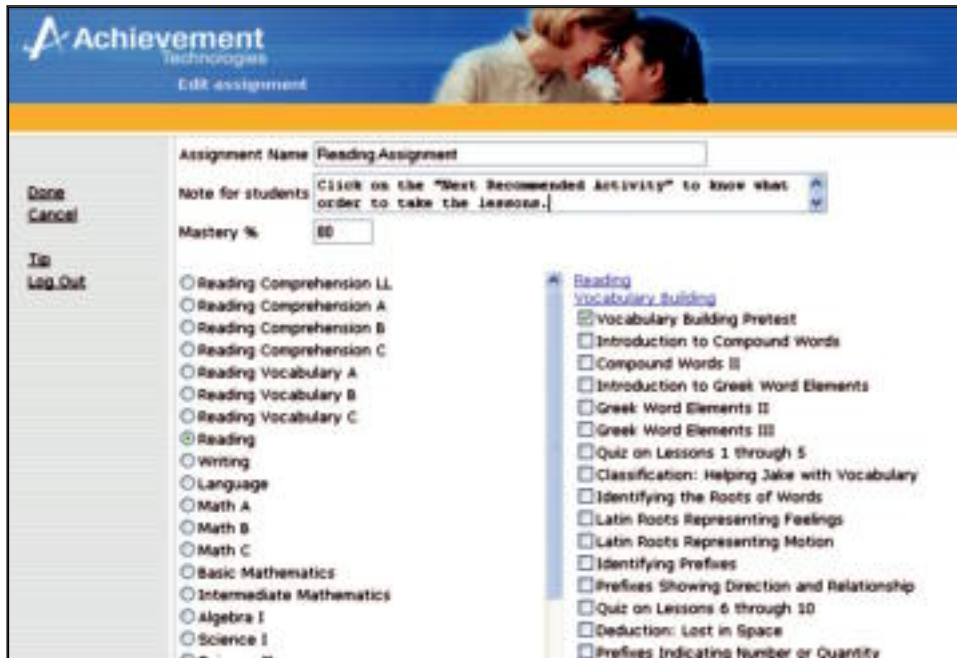 Achievement
Technologies
Edit assignment
Assignment Name Reading Assignment
Note for students Click on the "Next Recommended Activity" to know what
order to take the lessons.
Mastery % 80
Done
Cancel
Tip
Log Out
Reading Comprehension LL
Reading Comprehension A
Reading Comprehension B
Reading Comprehension C
Reading Vocabulary A
Reading Vocabulary B
Reading Vocabulary C
Reading
Writing
Language
Math A
Math B
Math C
Basic Mathematics
Intermediate Mathematics
Algebra I
Science I
Reading
Vocabulary Building
Vocabulary Building Pretest
Introduction to Compound Words
Compound Words II
Introduction to Greek Word Elements
Greek Word Elements II
Greek Word Elements III
Quiz on Lessons 1 through 5
Classification: Helping Jake with Vocabulary
Identifying the Roots of Words
Latin Roots Representing Feelings
Latin Roots Representing Motion
Identifying Prefixes
Prefixes Showing Direction and Relationship
Quiz on Lessons 6 through 10
Deduction: Lost in Space
Prefixes Indicating Number or Quantity